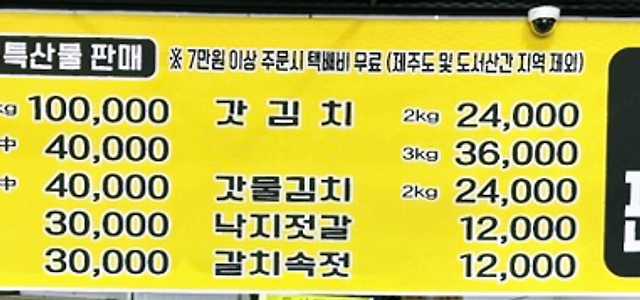 특산물 판매 ※ 7만원 이상 주문시 택배비 무료 (제주도 및 도서산간 지역 제외)
kg 100,000 갓 김 치 2kg 24,000
中 40,000 3kg 36,000
中 40,000 갓물김치 2kg 24,000
30,000 낙지젓갈 12,000
30,000 갈치속젓 12,000